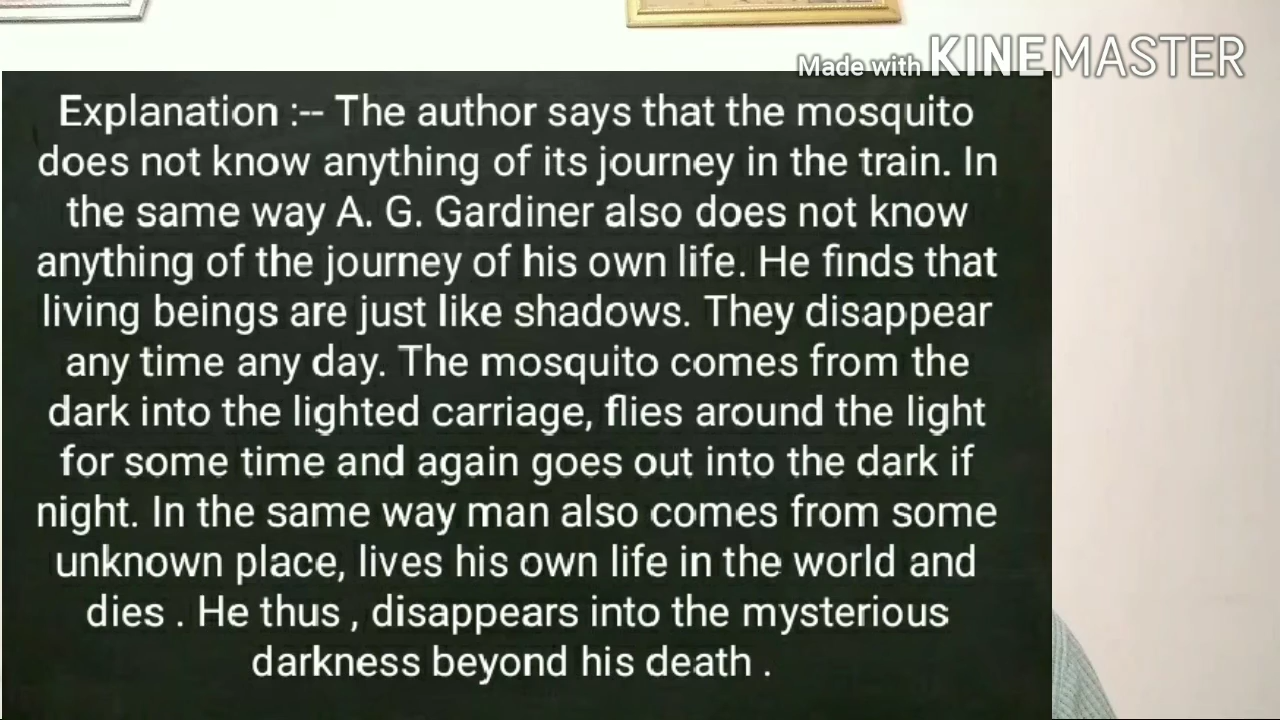 Made with KINEMASTER
Explanation :-- The author says that the mosquito
does not know anything of its journey in the train. In
the same way A. G. Gardiner also does not know
anything of the journey of his own life. He finds that
living beings are just like shadows. They disappear
any time any day. The mosquito comes from the
dark into the lighted carriage, flies around the light
for some time and again goes out into the dark if
night. In the same way man also comes from some
unknown place, lives his own life in the world and
dies . He thus , disappears into the mysterious
darkness beyond his death .